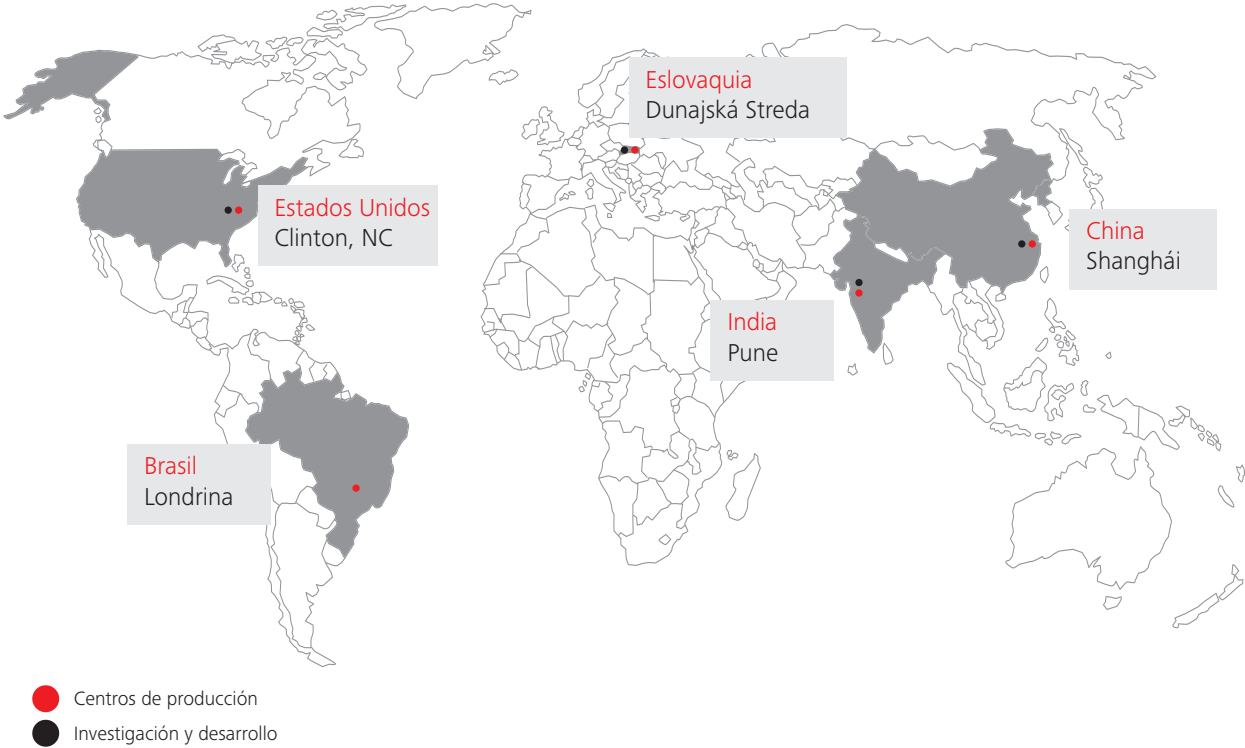 Eslovaquia
Dunajská Streda
Estados Unidos
Clinton, NC
China
Shanghái
India
Pune
Brasil
Londrina
Centros de producción
Investigación y desarrollo